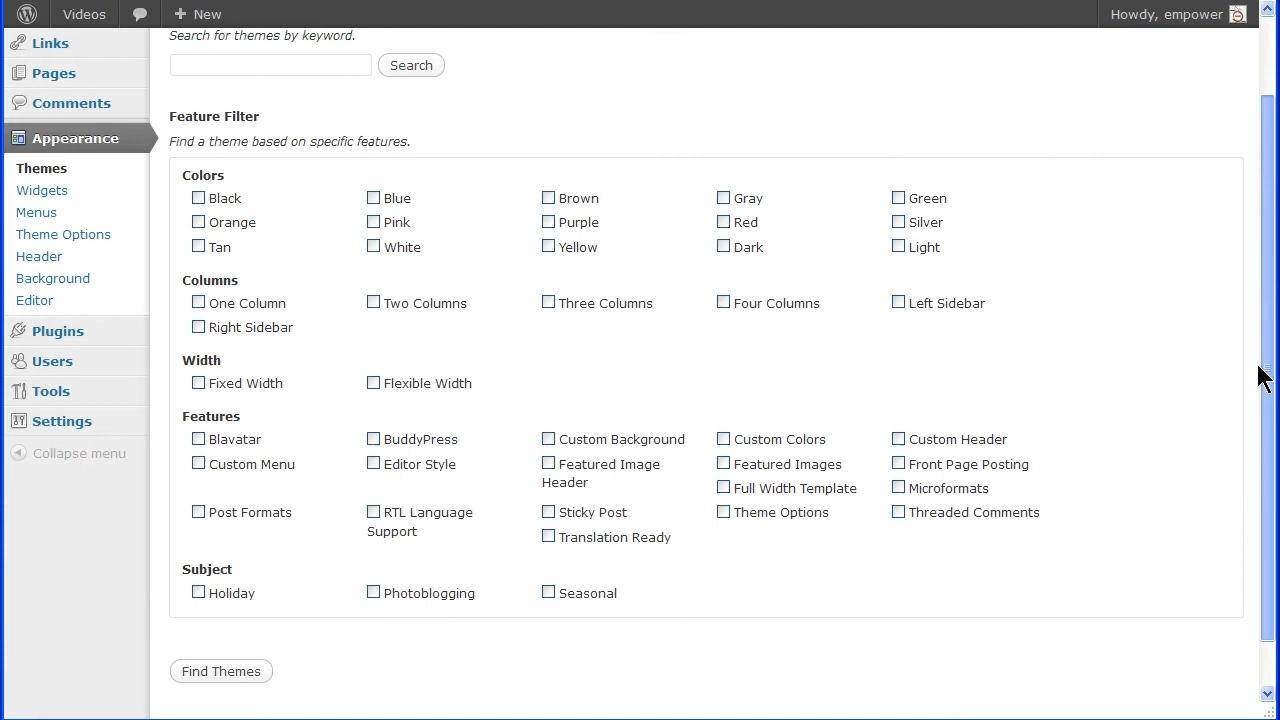 Videos
New
Howdy, empower
Links
Pages
Comments
Appearance
Themes
Widgets
Menus
Theme Options
Header
Background
Editor
Plugins
Users
Tools
Settings
Collapse menu
Search for themes by keyword.
Search
Feature Filter
Find a theme based on specific features.
Colors
Black Blue Brown Gray Green
Orange Pink Purple Red Silver
Tan White Yellow Dark Light
Columns
One Column Two Columns Three Columns Four Columns Left Sidebar
Right Sidebar
Width
Fixed Width Flexible Width
Features
Blavatar BuddyPress Custom Background Custom Colors Custom Header
Custom Menu Editor Style Featured Image Featured Images Front Page Posting
Header
Full Width Template Microformats
Post Formats RTL Language Sticky Post Theme Options Threaded Comments
Support
Translation Ready
Subject
Holiday Photoblogging Seasonal
Find Themes